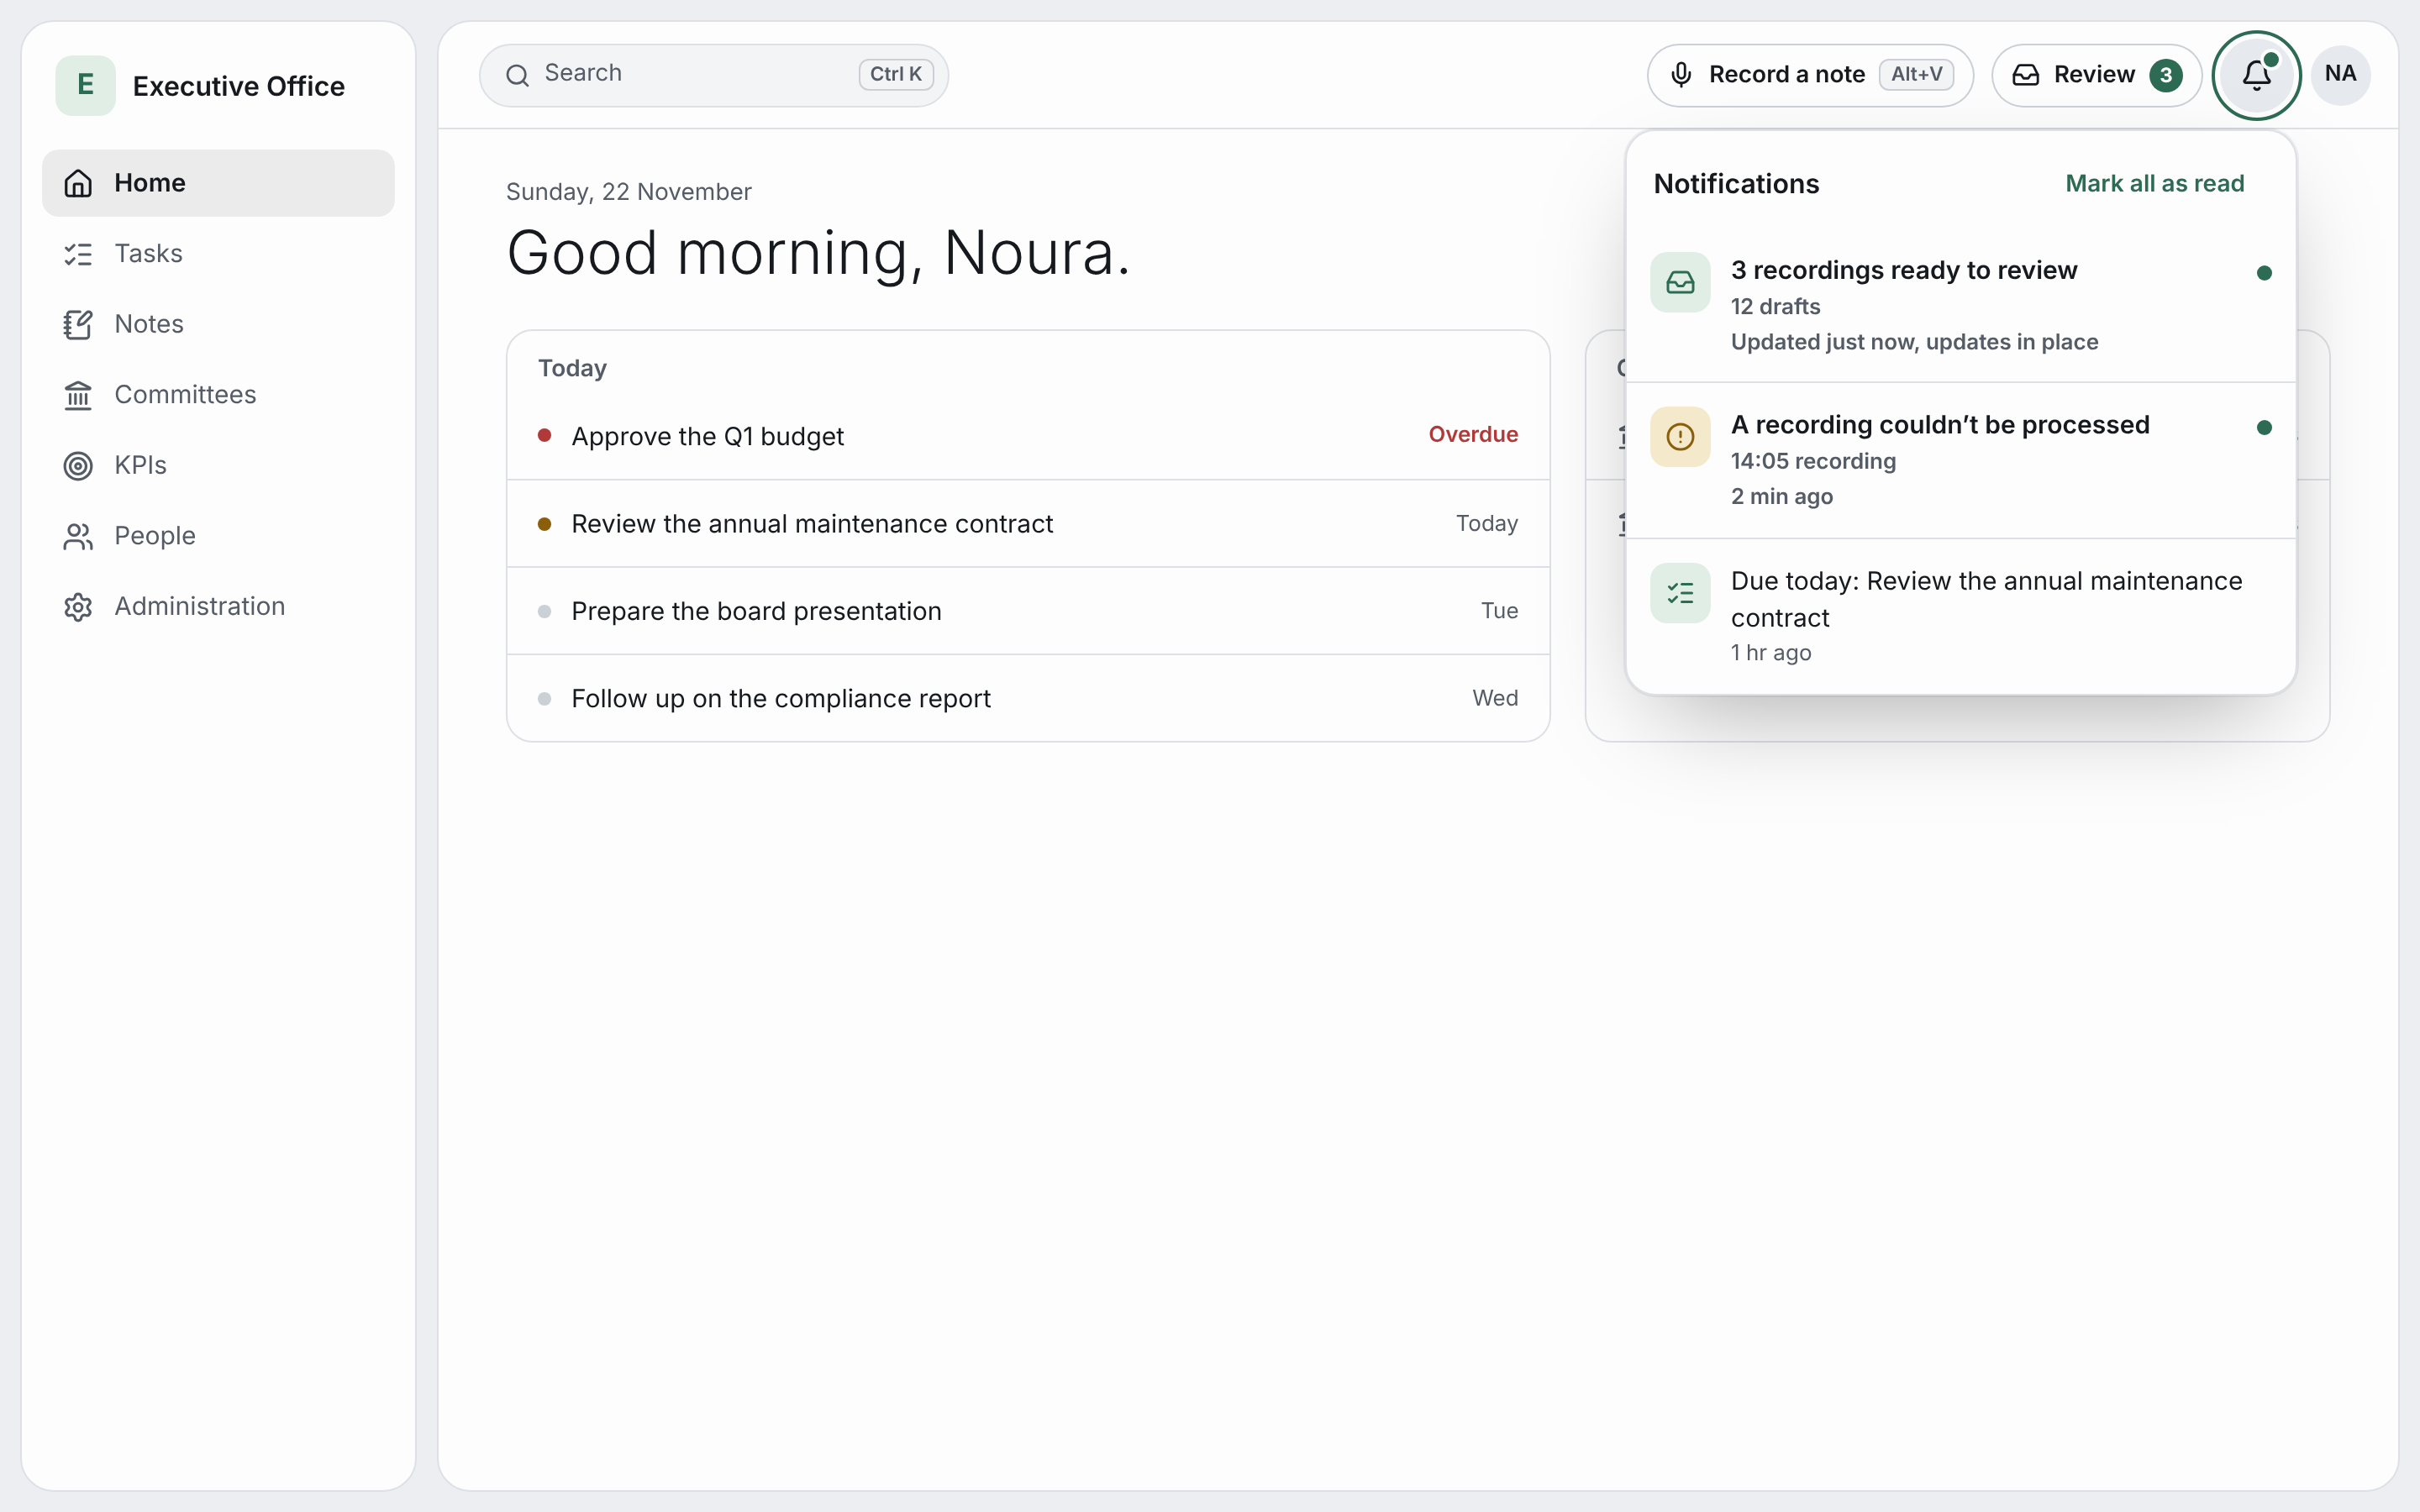 E Executive Office
Home
Tasks
Notes
Committees
KPIs
People
Administration
Search Ctrl K
Record a note Alt+V
Review 3
NA
Sunday, 22 November
Good morning, Noura.
Today
Approve the Q1 budget Overdue
Review the annual maintenance contract Today
Prepare the board presentation Tue
Follow up on the compliance report Wed
Notifications Mark all as read
3 recordings ready to review
12 drafts
Updated just now, updates in place
A recording couldn’t be processed
14:05 recording
2 min ago
Due today: Review the annual maintenance
contract
1 hr ago